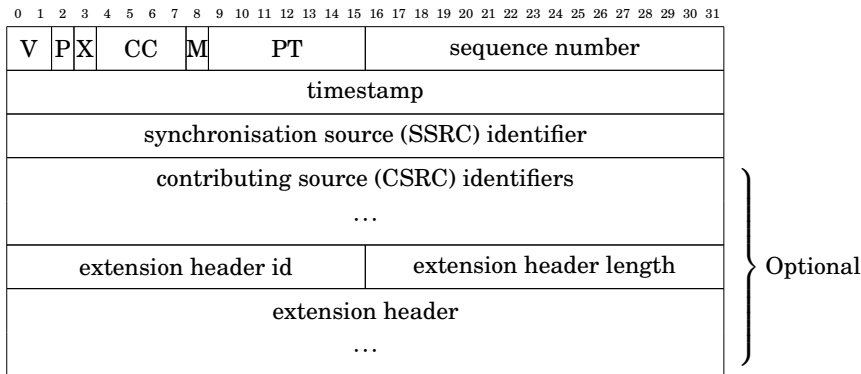 0 1 2 3 4 5 6 7 8 9 10 11 12 13 14 15 16 17 18 19 20 21 22 23 24 25 26 27 28 29 30 31
V P X CC M PT sequence number
timestamp
synchronisation source (SSRC) identifier
contributing source (CSRC) identifiers
...
extension header id extension header length
Optional
extension header
...